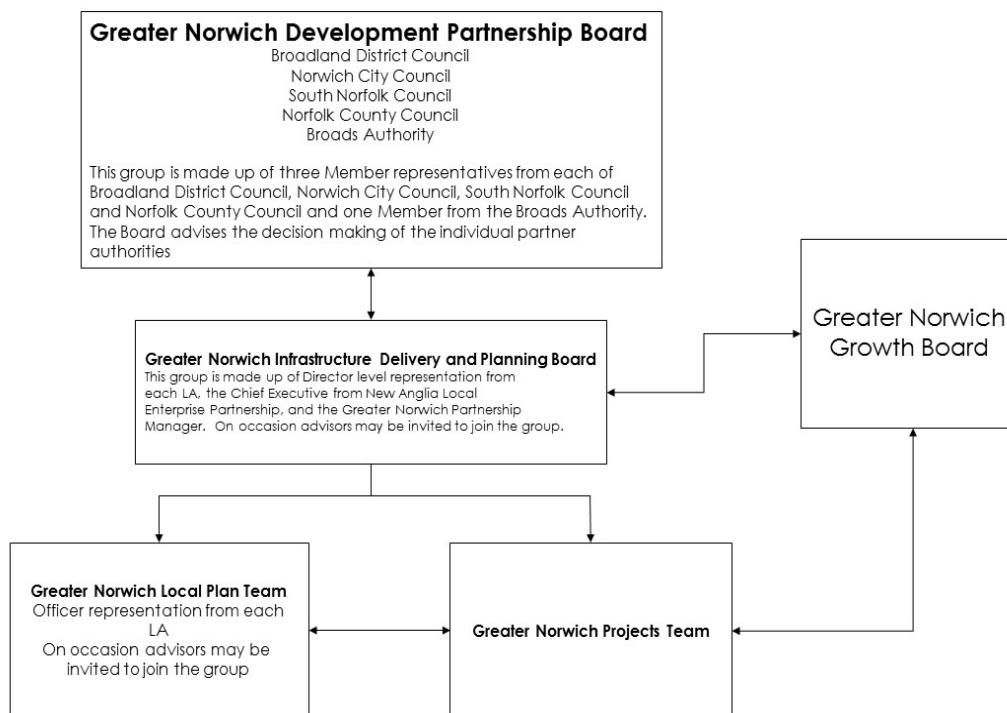 Greater Norwich Development Partnership Board
Broadland District Council
Norwich City Council
South Norfolk Council
Norfolk County Council
Broads Authority
This group is made up of three Member representatives from each of
Broadland District Council, Norwich City Council, South Norfolk Council
and Norfolk County Council and one Member from the Broads Authority.
The Board advises the decision making of the individual partner
authorities
Greater Norwich Infrastructure Delivery and Planning Board
This group is made up of Director level representation from
each LA, the Chief Executive from New Anglia Local
Enterprise Partnership, and the Greater Norwich Partnership
Manager. On occasion advisors may be invited to join the group.
Greater Norwich
Growth Board
Greater Norwich Local Plan Team
Officer representation from each
LA
On occasion advisors may be
invited to join the group
Greater Norwich Projects Team